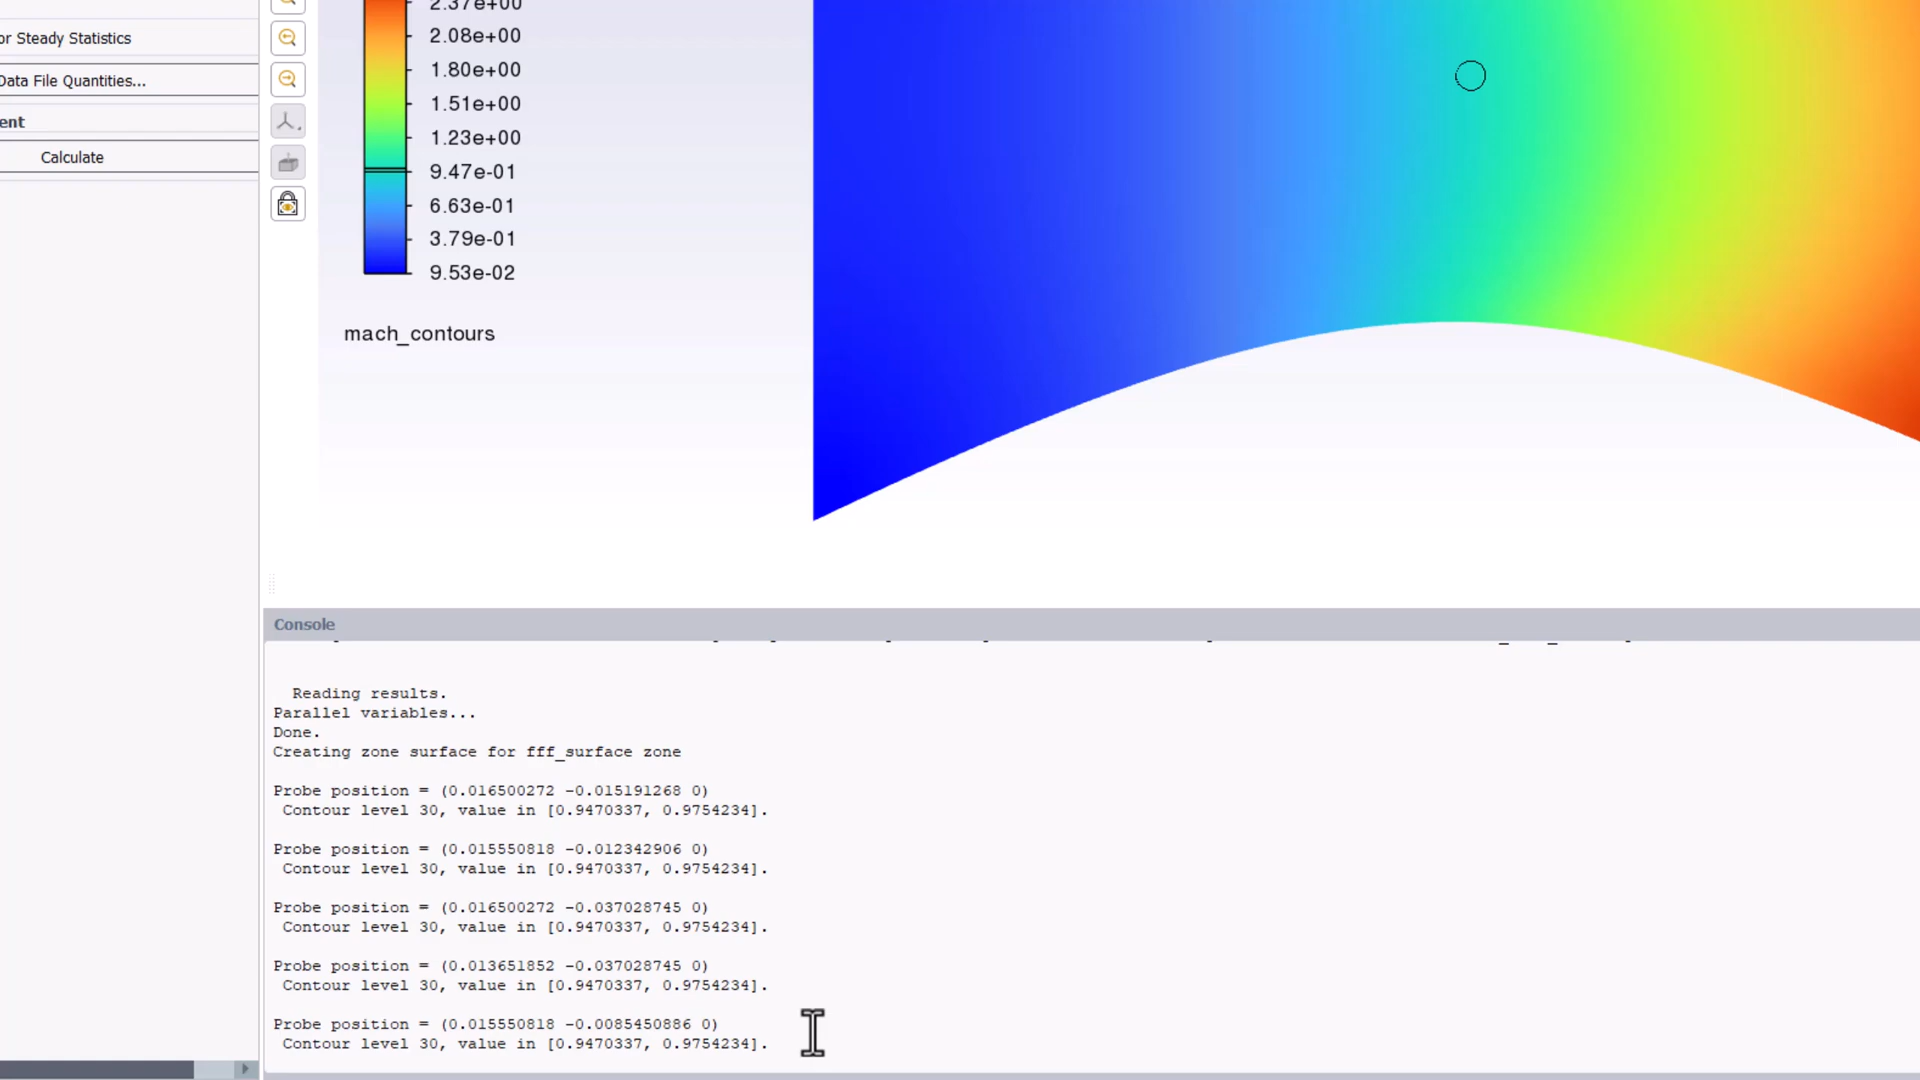 or Steady Statistics
Data File Quantities...
ent
Calculate
2.37e+00
2.08e+00
1.80e+00
1.51e+00
1.23e+00
9.47e-01
6.63e-01
3.79e-01
9.53e-02
mach_contours
Console
Reading results.
Parallel variables...
Done.
Creating zone surface for fff_surface zone
Probe position = (0.016500272 -0.015191268 0)
Contour level 30, value in [0.9470337, 0.9754234].
Probe position = (0.015550818 -0.012342906 0)
Contour level 30, value in [0.9470337, 0.9754234].
Probe position = (0.016500272 -0.037028745 0)
Contour level 30, value in [0.9470337, 0.9754234].
Probe position = (0.013651852 -0.037028745 0)
Contour level 30, value in [0.9470337, 0.9754234].
Probe position = (0.015550818 -0.0085450886 0)
Contour level 30, value in [0.9470337, 0.9754234].